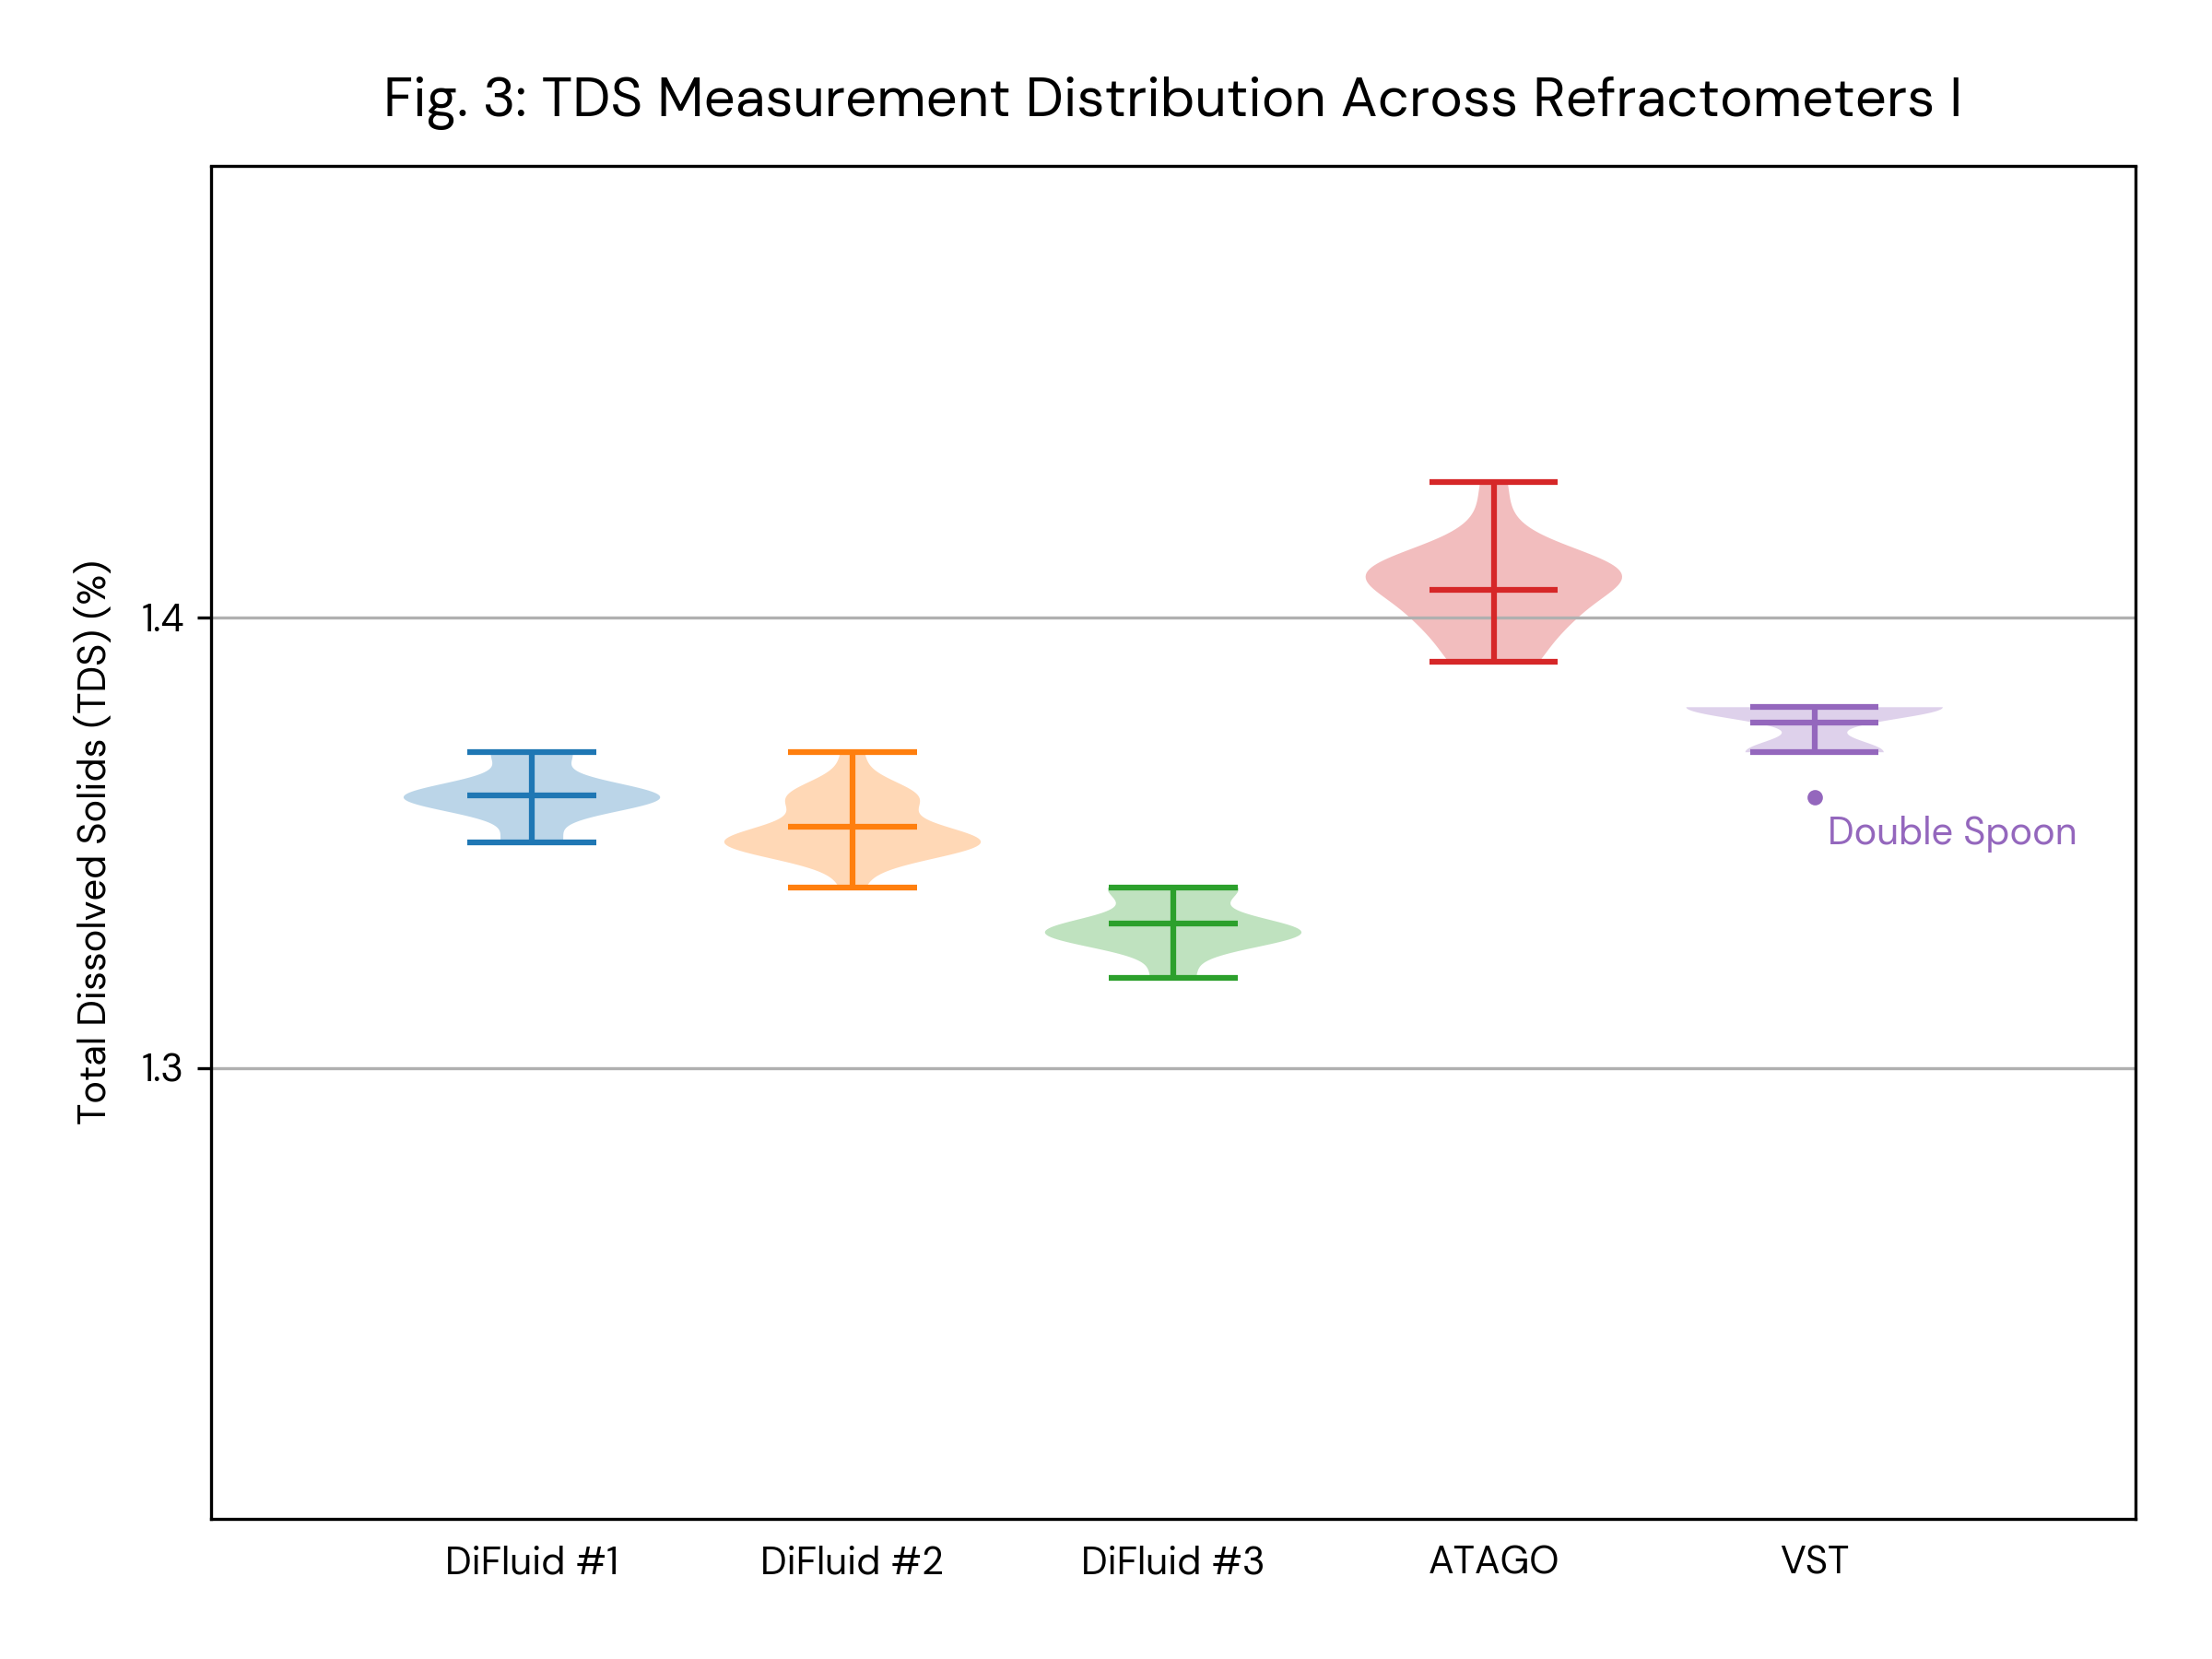 Fig. 3: TDS Measurement Distribution Across Refractometers I
Total Dissolved Solids (TDS) (%)
1.4
1.3
Double Spoon
DiFluid #1
DiFluid #2
DiFluid #3
ATAGO
VST